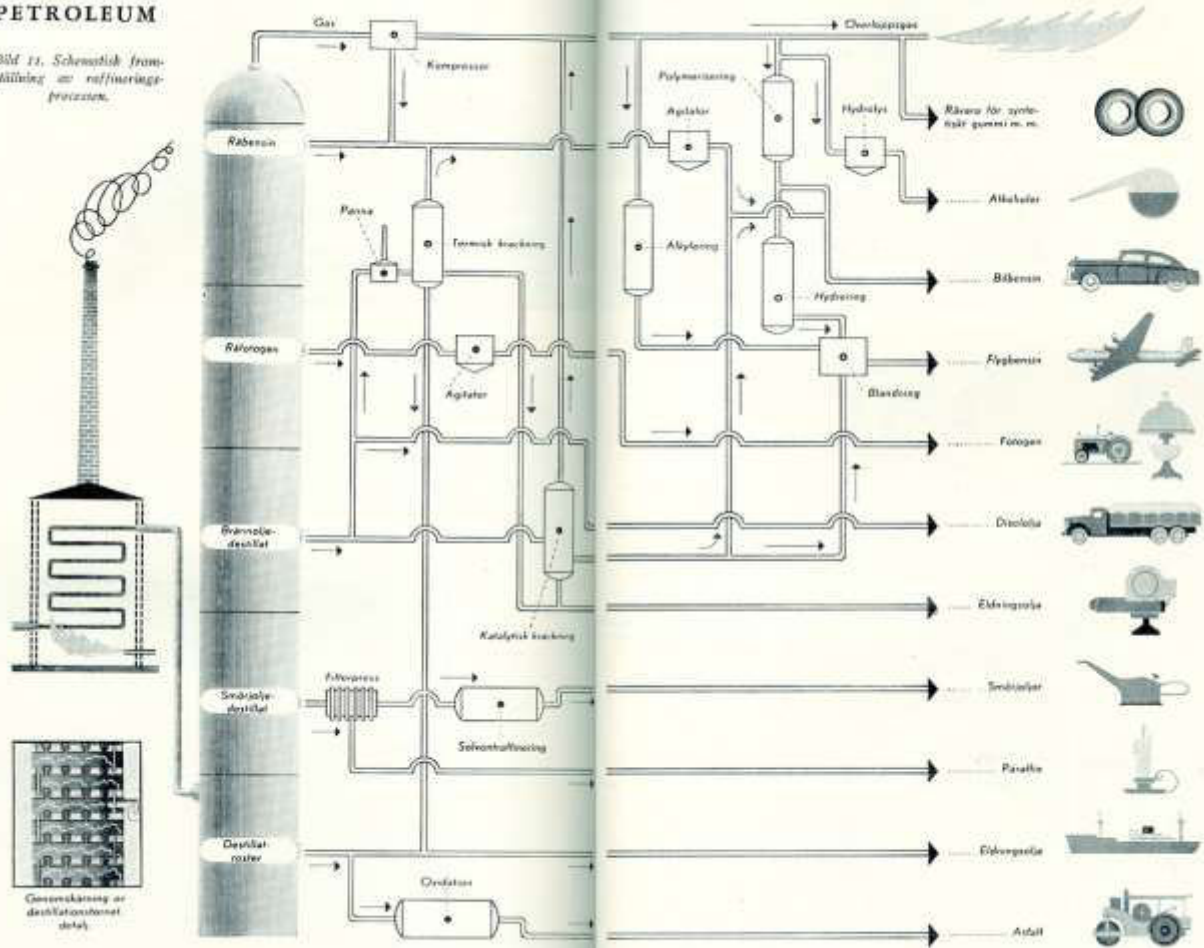 PETROLEUM
Bild 11. Schematisk fram-
ställning av raffinerings-
processen.
Gas
Kompressor
Överloppsgas
Polymerisering
Agitator
Hydrolys
Råvara för synte-
tiskt gummi m. m.
Råbensin
Alkoholer
Panna
Termisk krackning
Alkylering
Bilbensin
Hydrering
Råfotogen
Agitator
Flygbensin
Blandning
Fotogen
Brännolje-
destillat
Dieselolja
Katalytisk krackning
Eldningsolja
Filterpress
Smörjolje-
destillat
Smörjoljor
Solventraffinering
Paraffin
Destillat-
rester
Eldningsolja
Oxidation
Genomskärning av
destillationstornet
detalj.
Asfalt